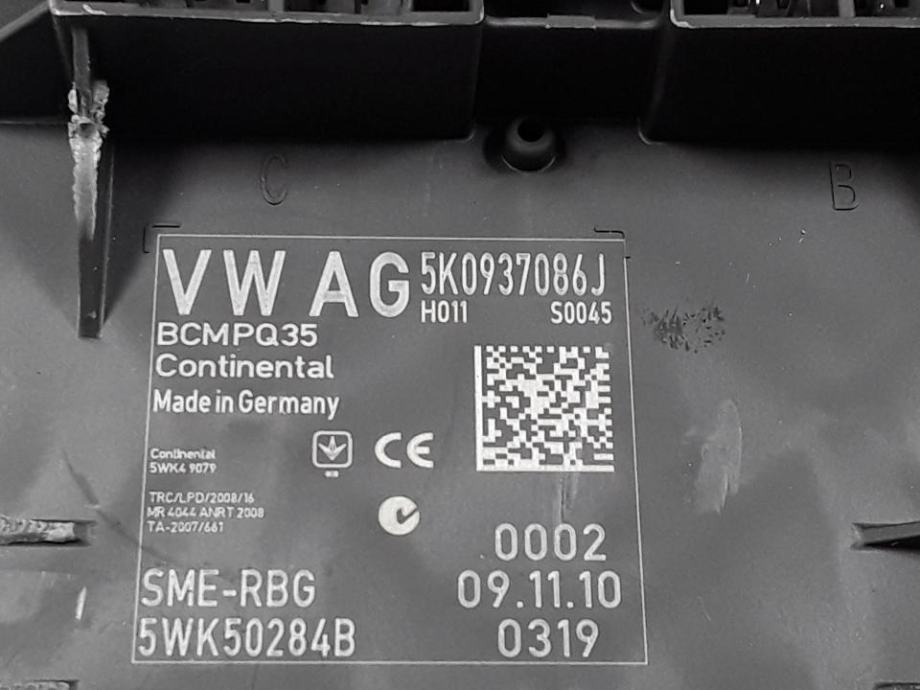 C
B
VW AG 5K0937086J
H011 S0045
BCMPQ35
Continental
Made in Germany
Continental
5WK4 9079
CE
TRC/LPD/2008/16
MR 4044 ANRT 2008
TA-2007/661
0002
SME-RBG 09.11.10
5WK50284B 0319